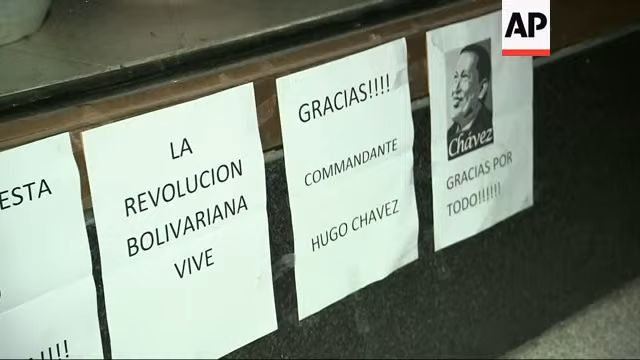 AP
ESTA
!!!!
LA
REVOLUCION
BOLIVARIANA
VIVE
GRACIAS!!!!
COMMANDANTE
HUGO CHAVEZ
Chávez
GRACIAS POR
TODO!!!!!!